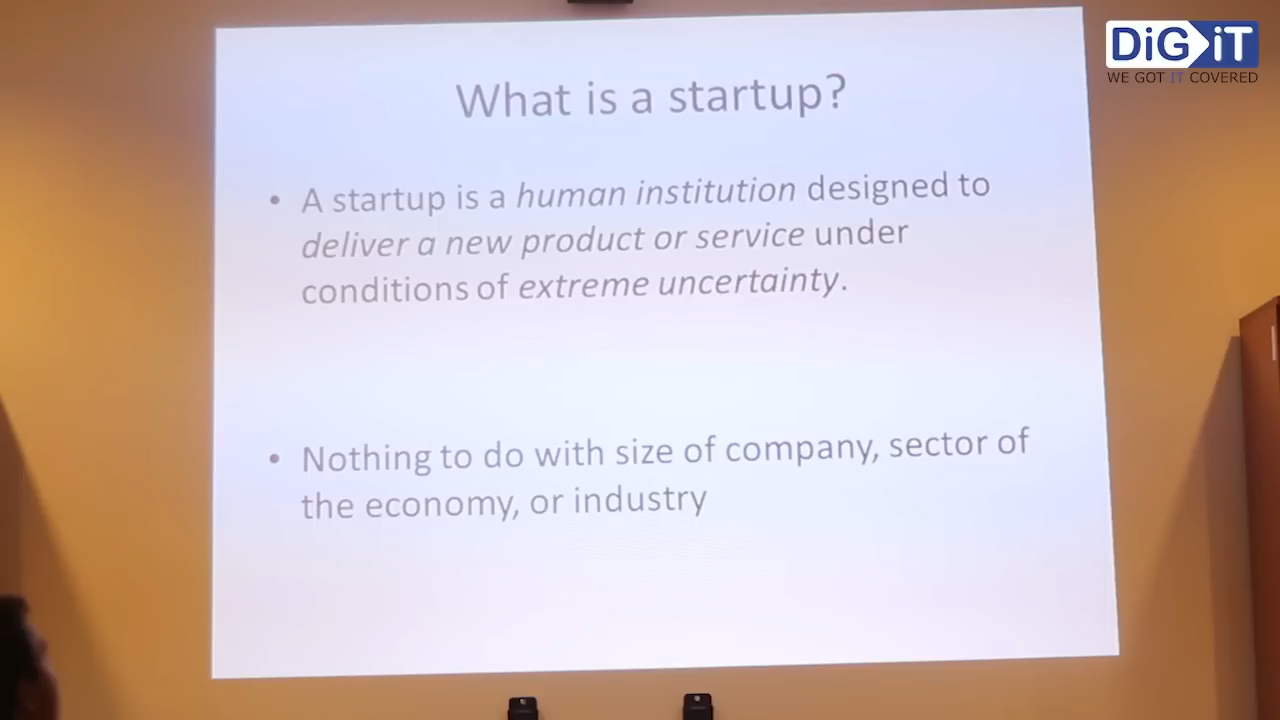 DiGiT
WE GOT IT COVERED
What is a startup?
• A startup is a human institution designed to
deliver a new product or service under
conditions of extreme uncertainty.
• Nothing to do with size of company, sector of
the economy, or industry